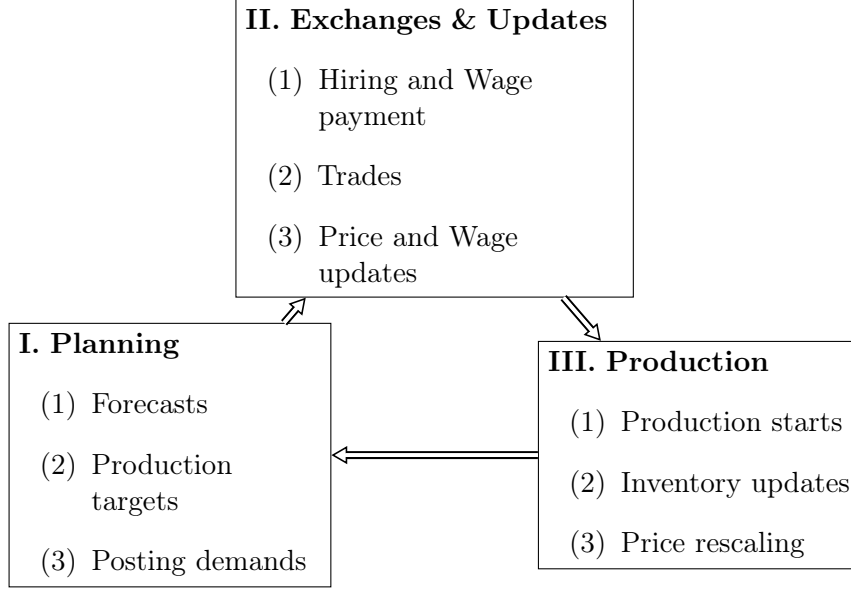 II. Exchanges & Updates
(1) Hiring and Wage
payment
(2) Trades
(3) Price and Wage
updates
I. Planning
(1) Forecasts
(2) Production
targets
(3) Posting demands
III. Production
(1) Production starts
(2) Inventory updates
(3) Price rescaling